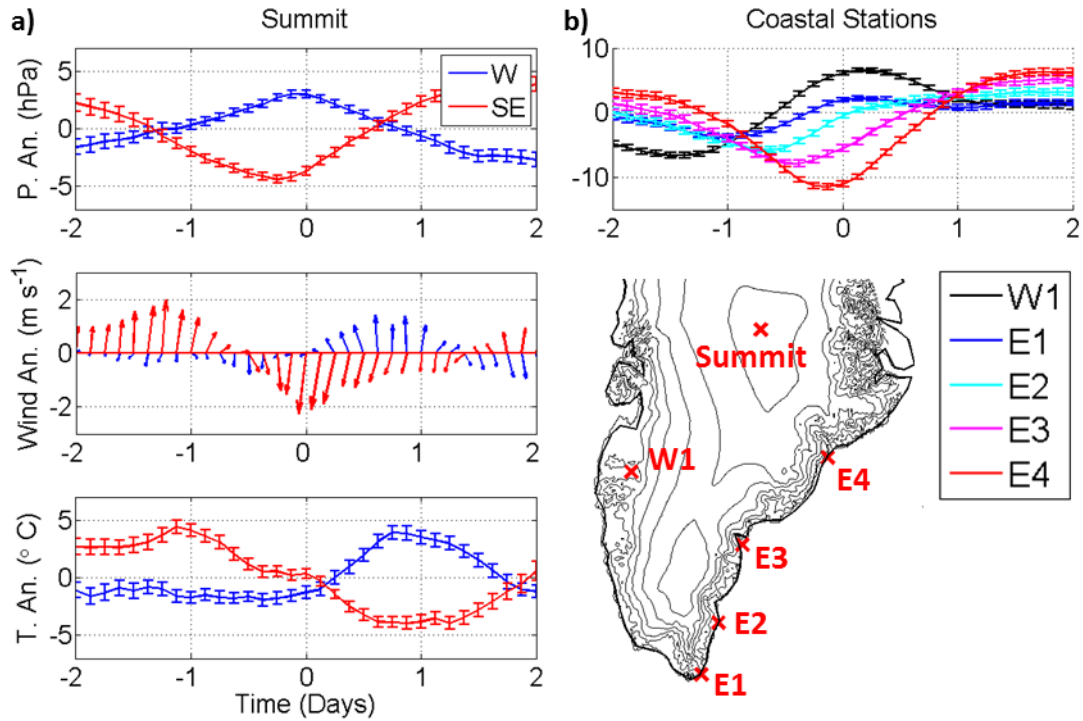 a) Summit
P. An. (hPa)
5
0
-5
W
SE
-2 -1 0 1 2
Wind An. (m s⁻¹)
2
0
-2
-2 -1 0 1 2
T. An. (° C)
5
0
-5
-2 -1 0 1 2
Time (Days)
b) Coastal Stations
10
0
-10
-2 -1 0 1 2
Summit
W1
E4
E3
E2
E1
W1
E1
E2
E3
E4